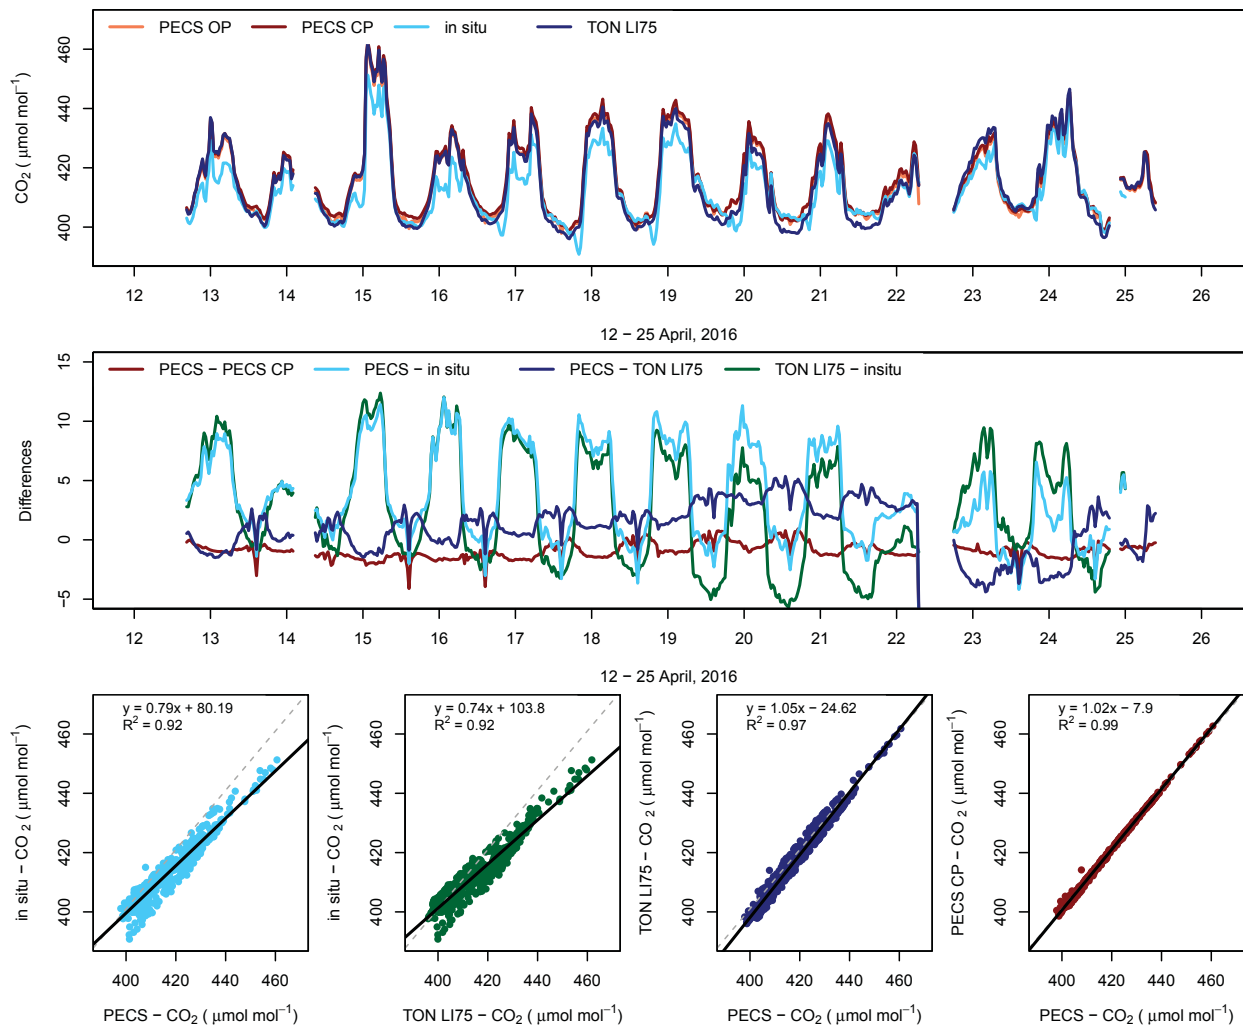 PECS OP PECS CP in situ TON LI75
CO2 ( μmol mol−1)
460
440
420
400
12 13 14 15 16 17 18 19 20 21 22 23 24 25 26
12 − 25 April, 2016
PECS − PECS CP PECS − in situ PECS − TON LI75 TON LI75 − insitu
Differences
15
10
5
0
−5
12 13 14 15 16 17 18 19 20 21 22 23 24 25 26
12 − 25 April, 2016
y = 0.79x + 80.19
R2 = 0.92
in situ − CO2 ( μmol mol−1)
460
440
420
400
400 420 440 460
PECS − CO2 ( μmol mol−1)
y = 0.74x + 103.8
R2 = 0.92
in situ − CO2 ( μmol mol−1)
460
440
420
400
400 420 440 460
TON LI75 − CO2 ( μmol mol−1)
y = 1.05x − 24.62
R2 = 0.97
TON LI75 − CO2 ( μmol mol−1)
460
440
420
400
400 420 440 460
PECS − CO2 ( μmol mol−1)
y = 1.02x − 7.9
R2 = 0.99
PECS CP − CO2 ( μmol mol−1)
460
440
420
400
400 420 440 460
PECS − CO2 ( μmol mol−1)